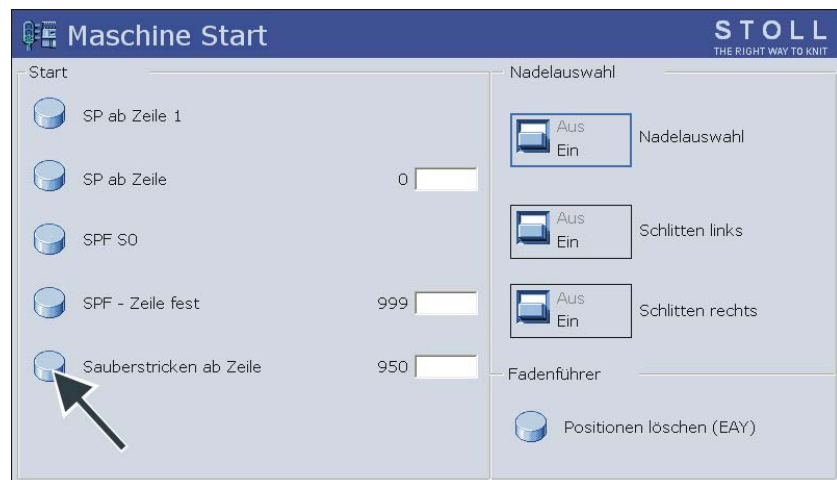 Maschine Start
STOLL
THE RIGHT WAY TO KNIT
Start
SP ab Zeile 1
SP ab Zeile 0
SPF S0
SPF - Zeile fest 999
Sauberstricken ab Zeile 950
Nadelauswahl
Aus
Ein
Nadelauswahl
Aus
Ein
Schlitten links
Aus
Ein
Schlitten rechts
Fadenführer
Positionen löschen (EAY)